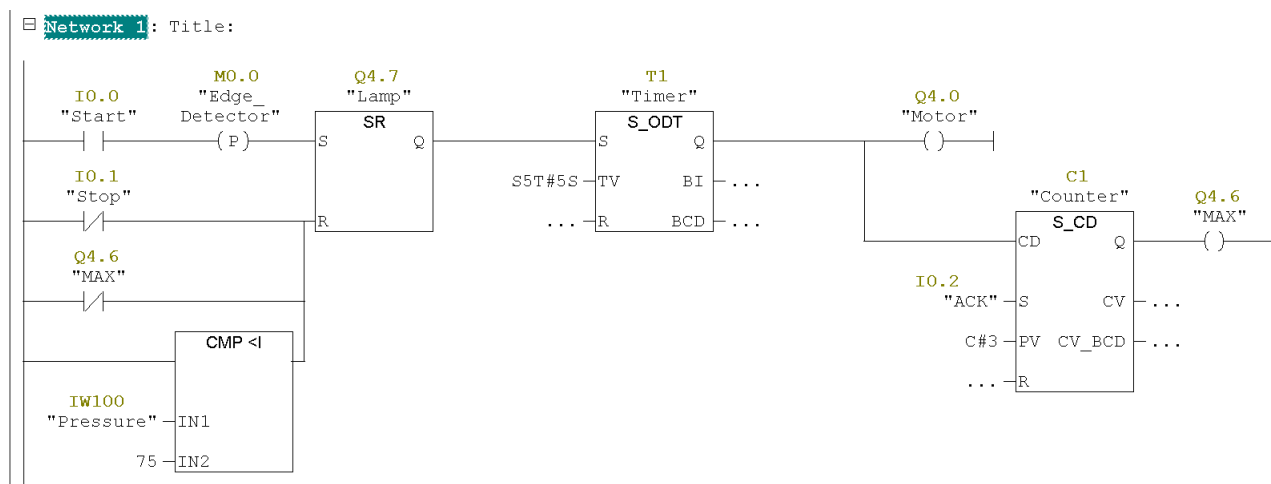 Network 1: Title:
M0.0 Q4.7 T1
I0.0 "Edge_ "Lamp" "Timer" Q4.0
"Start" Detector" SR S_ODT "Motor"
(P) S Q S Q ( )
I0.1 S5T#5S TV BI ... C1
"Stop" "Counter" Q4.6
R ... R BCD ... S_CD "MAX"
CD Q ( )
Q4.6
"MAX" I0.2
"ACK" S CV ...
CMP <I C#3 PV CV_BCD ...
... R
IW100
"Pressure" IN1
75 IN2